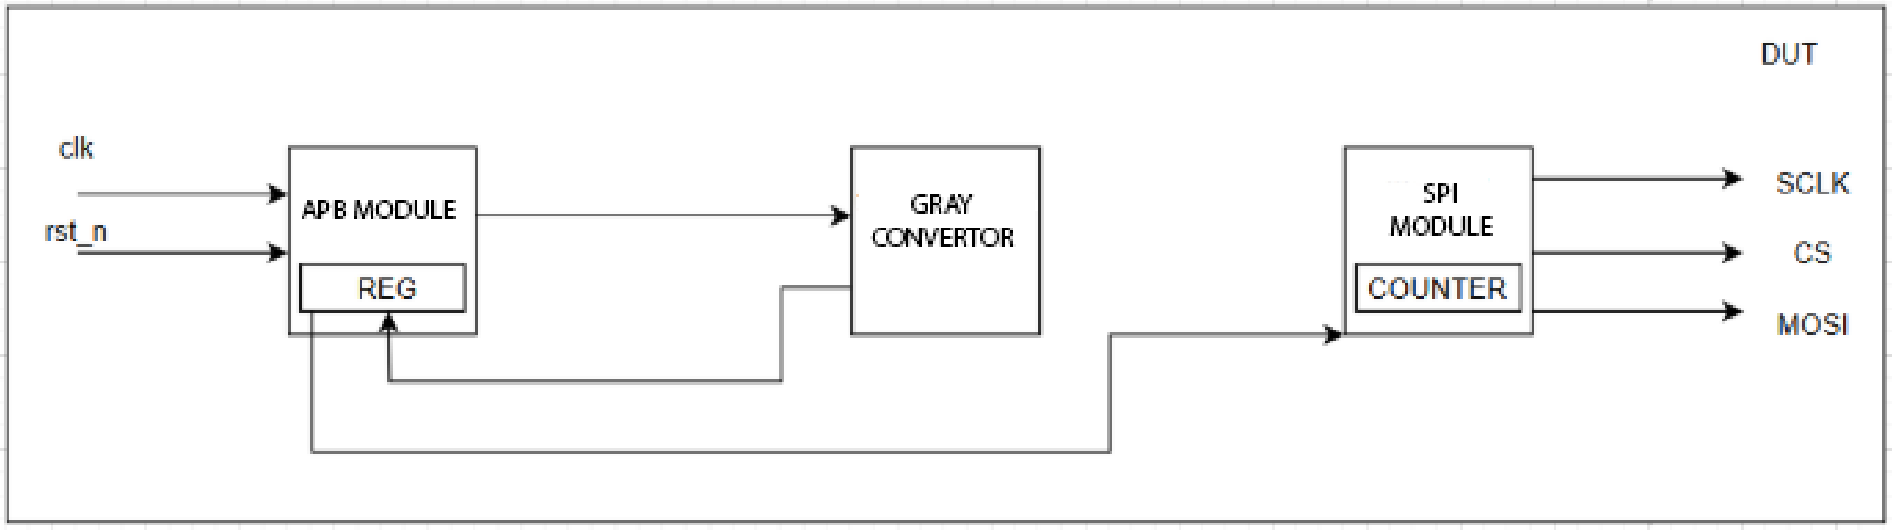 DUT
clk
rst_n
APB MODULE
REG
GRAY
CONVERTOR
SPI
MODULE
COUNTER
SCLK
CS
MOSI